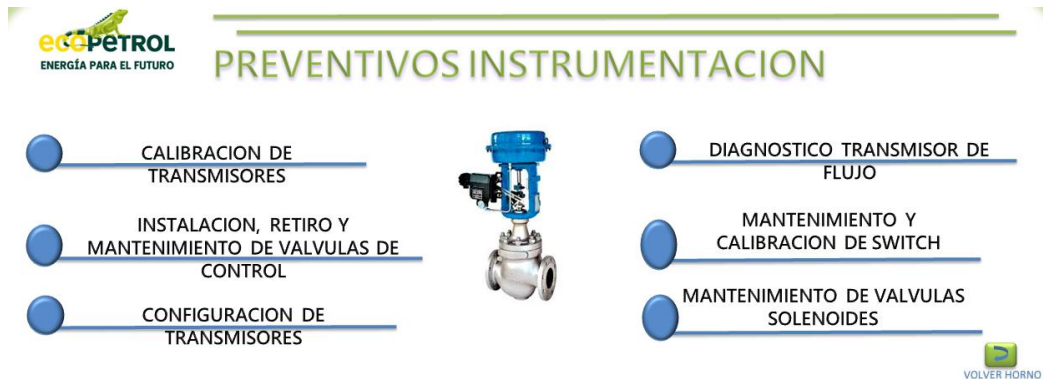 ecoPETROL
ENERGÍA PARA EL FUTURO
PREVENTIVOS INSTRUMENTACION
CALIBRACION DE
TRANSMISORES
INSTALACION, RETIRO Y
MANTENIMIENTO DE VALVULAS DE
CONTROL
CONFIGURACION DE
TRANSMISORES
DIAGNOSTICO TRANSMISOR DE
FLUJO
MANTENIMIENTO Y
CALIBRACION DE SWITCH
MANTENIMIENTO DE VALVULAS
SOLENOIDES
VOLVER HORNO